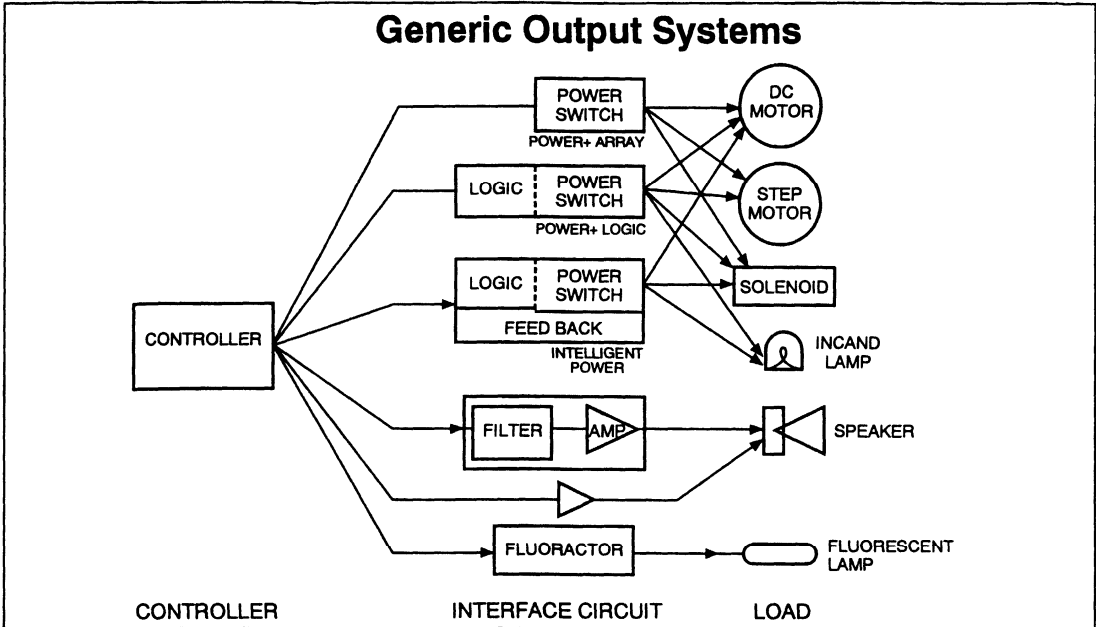 Generic Output Systems
POWER
SWITCH
POWER+ ARRAY
DC
MOTOR
LOGIC
POWER
SWITCH
POWER+ LOGIC
STEP
MOTOR
LOGIC
POWER
SWITCH
FEED BACK
INTELLIGENT
POWER
SOLENOID
CONTROLLER
INCAND
LAMP
FILTER
AMP
SPEAKER
FLUORACTOR
FLUORESCENT
LAMP
CONTROLLER
INTERFACE CIRCUIT
LOAD